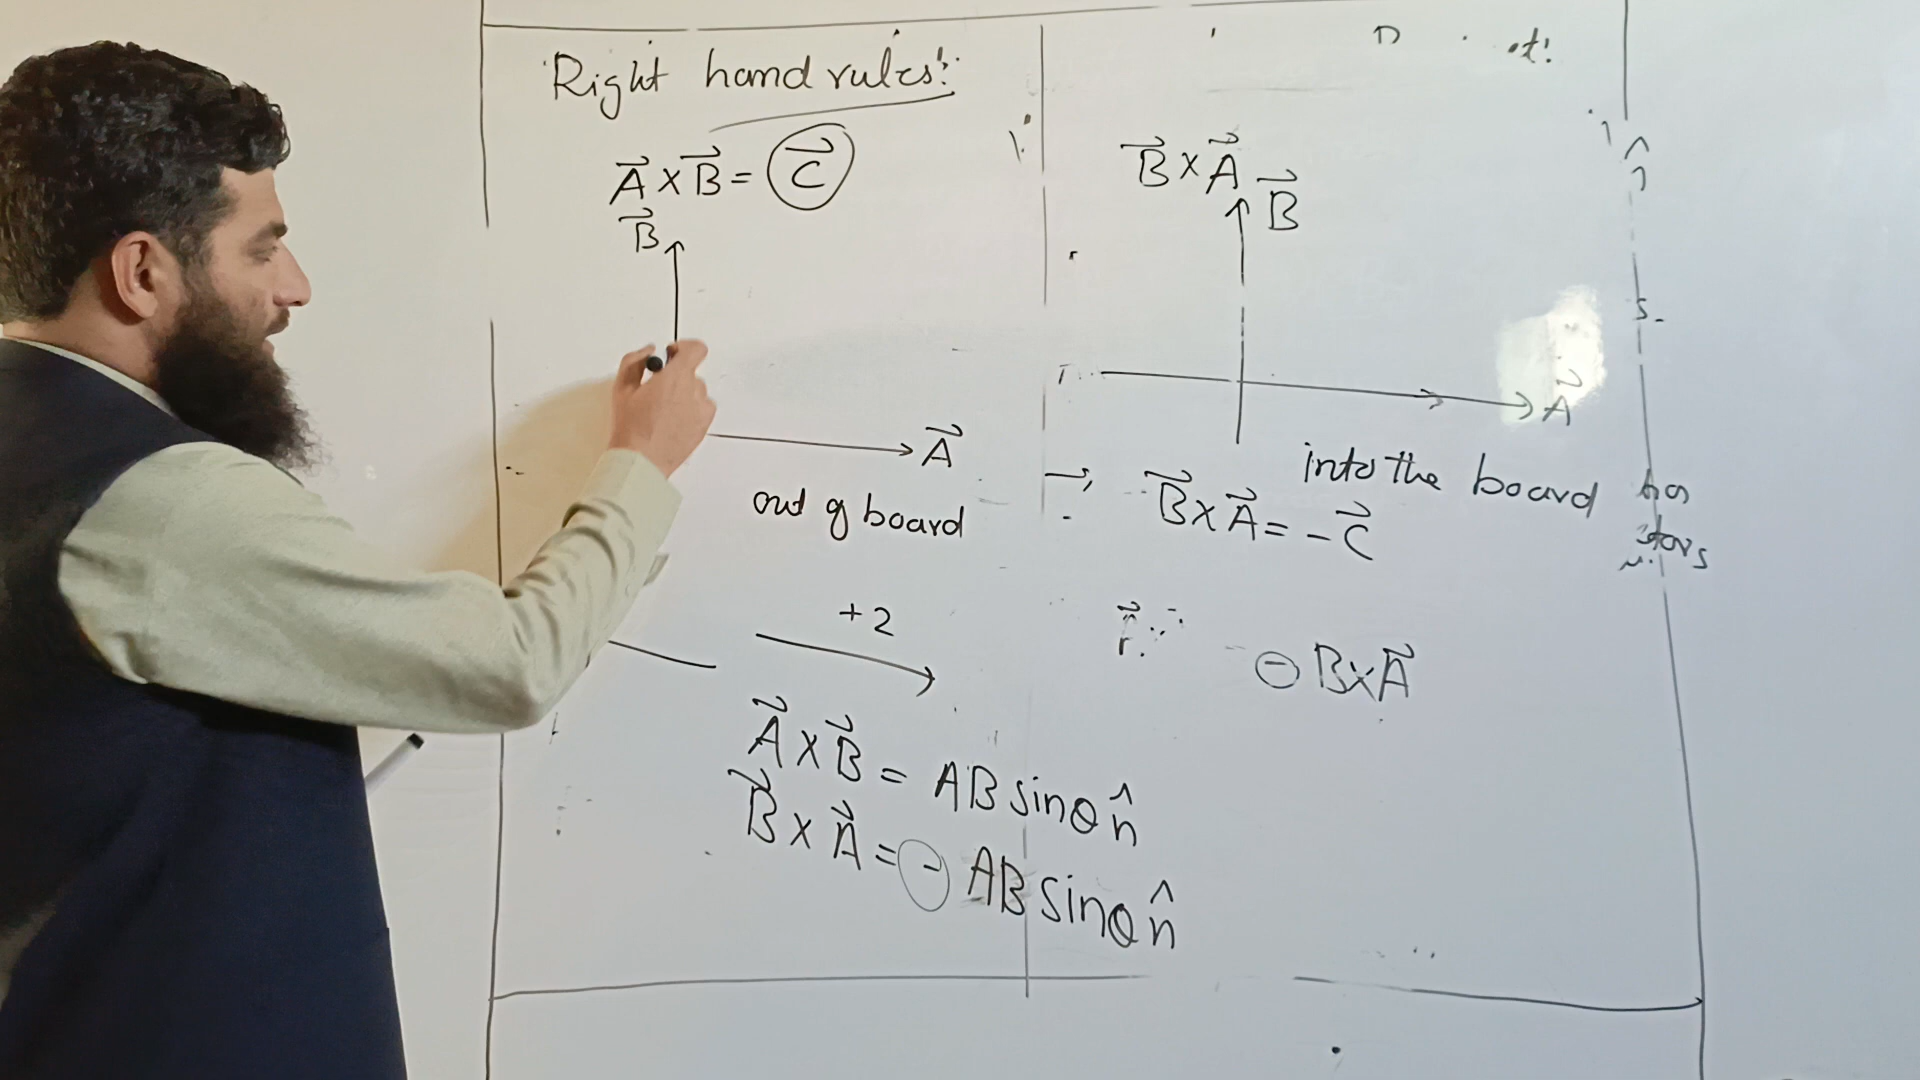 Right hand rules:
A⃗ × B⃗ = C⃗
B⃗
A⃗
out of board
+2
A⃗ × B⃗ = AB sinθ n̂
B⃗ × A⃗ = - AB sinθ n̂
B⃗ × A⃗
B⃗
A⃗
into the board
B⃗ × A⃗ = - C⃗
r⃗
- B × A⃗